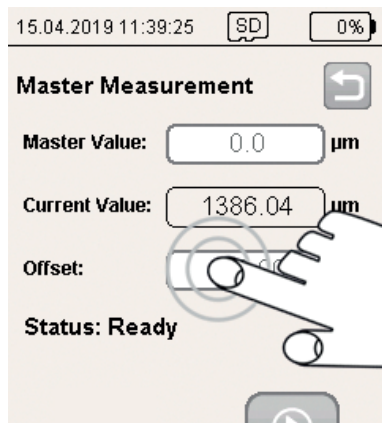 15.04.2019 11:39:25 SD 0%
Master Measurement
Master Value: 0.0 µm
Current Value: 1386.04 µm
Offset:
Status: Ready